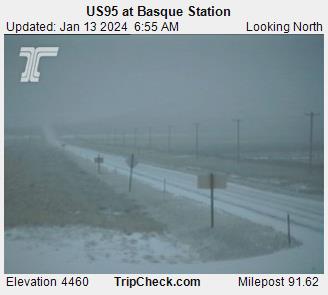 US95 at Basque Station
Updated: Jan 13 2024 6:55 AM Looking North
Elevation 4460 TripCheck.com Milepost 91.62